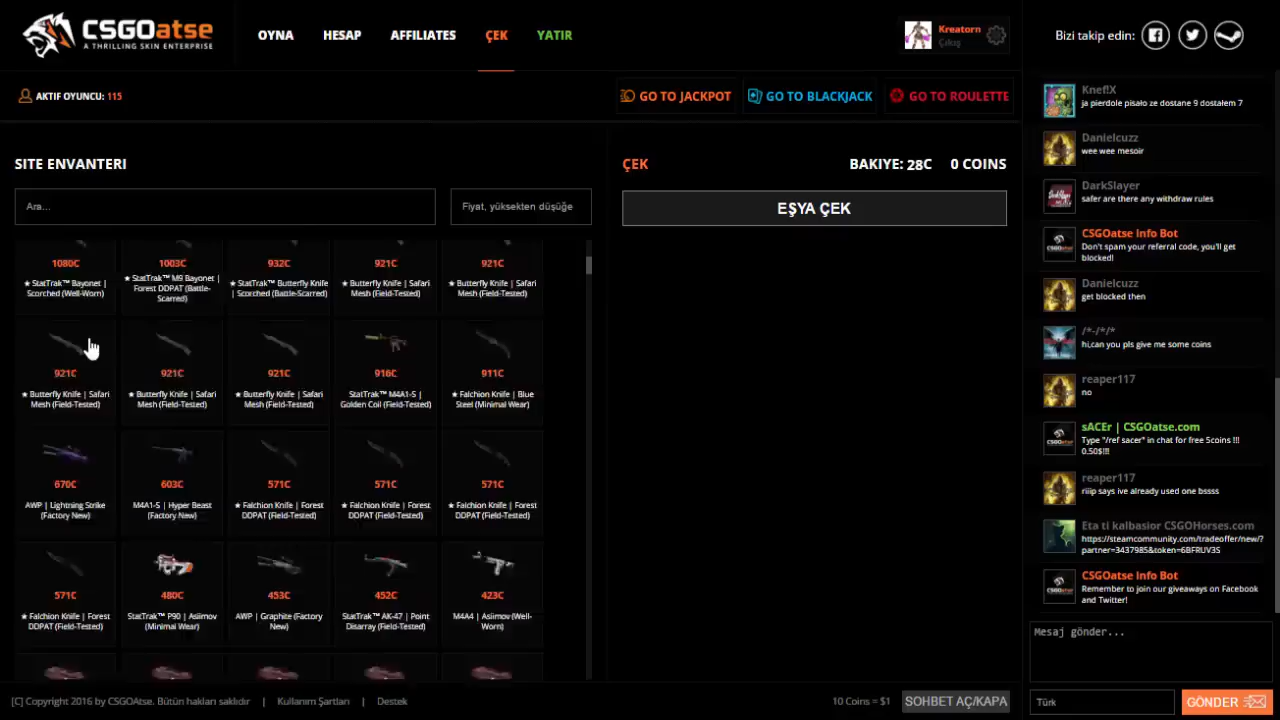 CSGOatse
A THRILLING SKIN ENTERPRISE
OYNA
HESAP
AFFILIATES
ÇEK
YATIR
Kreatorn
Çıkış
Bizi takip edin:
AKTIF OYUNCU: 115
GO TO JACKPOT
GO TO BLACKJACK
GO TO ROULETTE
SITE ENVANTERI
Ara...
Fiyat, yüksekten düşüğe
1080C
★ StatTrak™ Bayonet |
Scorched (Well-Worn)
1003C
★ StatTrak™ M9 Bayonet |
Forest DDPAT (Battle-
Scarred)
932C
★ StatTrak™ Butterfly Knife
| Scorched (Battle-Scarred)
921C
★ Butterfly Knife | Safari
Mesh (Field-Tested)
921C
★ Butterfly Knife | Safari
Mesh (Field-Tested)
921C
★ Butterfly Knife | Safari
Mesh (Field-Tested)
921C
★ Butterfly Knife | Safari
Mesh (Field-Tested)
921C
★ Butterfly Knife | Safari
Mesh (Field-Tested)
916C
StatTrak™ M4A1-S |
Golden Coil (Field-Tested)
911C
★ Falchion Knife | Blue
Steel (Minimal Wear)
670C
AWP | Lightning Strike
(Factory New)
603C
M4A1-S | Hyper Beast
(Factory New)
571C
★ Falchion Knife | Forest
DDPAT (Field-Tested)
571C
★ Falchion Knife | Forest
DDPAT (Field-Tested)
571C
★ Falchion Knife | Forest
DDPAT (Field-Tested)
571C
★ Falchion Knife | Forest
DDPAT (Field-Tested)
480C
StatTrak™ P90 | Asiimov
(Minimal Wear)
453C
AWP | Graphite (Factory
New)
452C
StatTrak™ AK-47 | Point
Disarray (Field-Tested)
423C
M4A4 | Asiimov (Well-
Worn)
ÇEK
BAKIYE: 28C
0 COINS
EŞYA ÇEK
Knef!X
ja pierdole pisało ze dostane 9 dostałem 7
Danielcuzz
wee wee mesoir
DarkSlayer
safer are there any withdraw rules
CSGOatse Info Bot
Don't spam your referral code, you'll get
blocked!
Danielcuzz
get blocked then
/*-/*/*
hi,can you pls give me some coins
reaper117
no
sACEr | CSGOatse.com
Type "/ref sacer" in chat for free 5coins !!!
0.50$!!!
reaper117
riiip says ive already used one bssss
Eta ti kalbasior CSGOHorses.com
https://steamcommunity.com/tradeoffer/new/?
partner=3437985&token=6BFRUV3S
CSGOatse Info Bot
Remember to join our giveaways on Facebook
and Twitter!
Mesaj gönder...
Türk
GÖNDER
[C] Copyright 2016 by CSGOAtse. Bütün hakları saklıdır | Kullanım Şartları | Destek
10 Coins = $1
SOHBET AÇ/KAPA